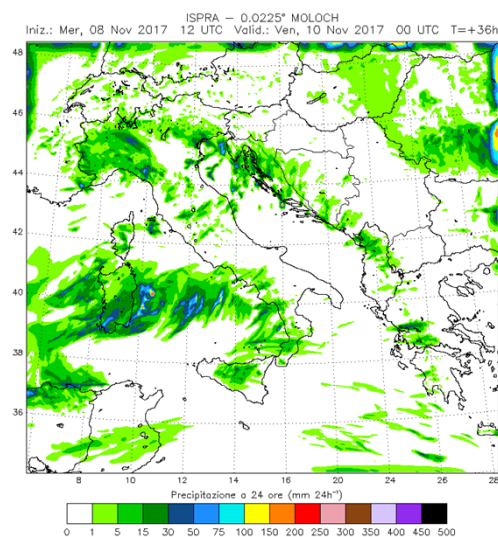 ISPRA – 0.0225° MOLOCH
Iniz.: Mer, 08 Nov 2017 12 UTC Valid.: Ven, 10 Nov 2017 00 UTC T=+36h
48
46
45
44
42
40
38
36
8 10 12 14 16 18 20 22 24 26 28
Precipitazione a 24 ore (mm 24h⁻¹)
0 1 5 15 30 50 75 100 150 200 250 300 350 400 450 500